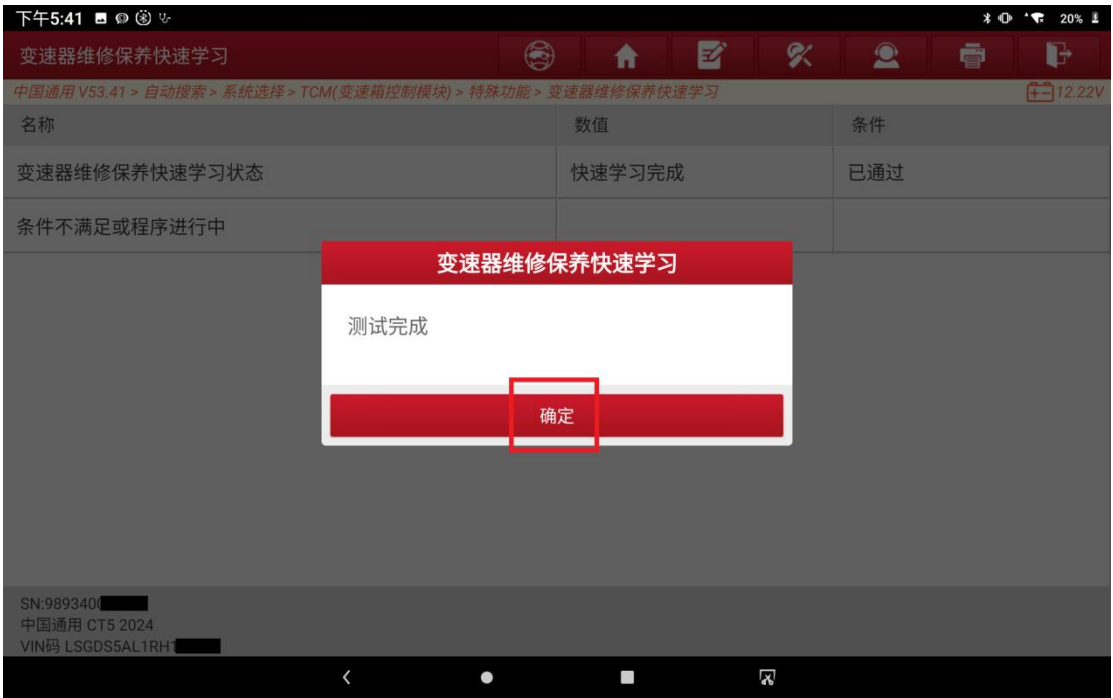 下午5:41 20%
变速器维修保养快速学习
中国通用 V53.41 > 自动搜索 > 系统选择 > TCM(变速箱控制模块) > 特殊功能 > 变速器维修保养快速学习 12.22V
名称 数值 条件
变速器维修保养快速学习状态 快速学习完成 已通过
条件不满足或程序进行中
变速器维修保养快速学习
测试完成
确定
SN:9893400
中国通用 CT5 2024
VIN码 LSGDS5AL1RH1